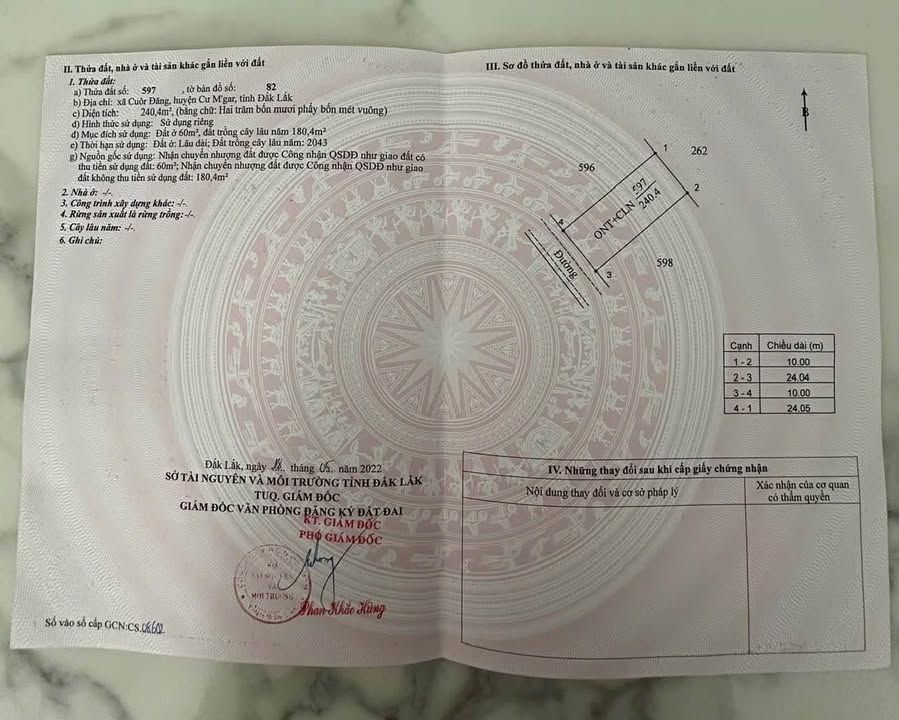 II. Thửa đất, nhà ở và tài sản khác gắn liền với đất
1. Thửa đất:
a) Thửa đất số: 597 , tờ bản đồ số: 82
b) Địa chỉ: xã Cuôr Đăng, huyện Cư M'gar, tỉnh Đắk Lắk
c) Diện tích: 240,4m², (bằng chữ: Hai trăm bốn mươi phẩy bốn mét vuông)
d) Hình thức sử dụng: Sử dụng riêng
đ) Mục đích sử dụng: Đất ở 60m², đất trồng cây lâu năm 180,4m²
e) Thời hạn sử dụng: Đất ở: Lâu dài; Đất trồng cây lâu năm: 2043
g) Nguồn gốc sử dụng: Nhận chuyển nhượng đất được Công nhận QSDĐ như giao đất có
thu tiền sử dụng đất: 60m²; Nhận chuyển nhượng đất được Công nhận QSDĐ như giao
đất không thu tiền sử dụng đất: 180,4m²
2. Nhà ở: -/-.
3. Công trình xây dựng khác: -/-.
4. Rừng sản xuất là rừng trồng: -/-.
5. Cây lâu năm: -/-.
6. Ghi chú:
Đắk Lắk, ngày tháng 05 năm 2022
SỞ TÀI NGUYÊN VÀ MÔI TRƯỜNG TỈNH ĐẮK LẮK
TUQ. GIÁM ĐỐC
GIÁM ĐỐC VĂN PHÒNG ĐĂNG KÝ ĐẤT ĐAI
KT. GIÁM ĐỐC
PHÓ GIÁM ĐỐC
SỞ
TÀI NGUYÊN
VÀ
MÔI TRƯỜNG
Phan Khắc Hùng
Số vào sổ cấp GCN:CS.
III. Sơ đồ thửa đất, nhà ở và tài sản khác gắn liền với đất
B
596
1
262
2
ONT+CLN 597
240.4
4
3
Đường
598
Cạnh Chiều dài (m)
1 - 2 10.00
2 - 3 24.04
3 - 4 10.00
4 - 1 24.05
IV. Những thay đổi sau khi cấp giấy chứng nhận
Nội dung thay đổi và cơ sở pháp lý
Xác nhận của cơ quan
có thẩm quyền